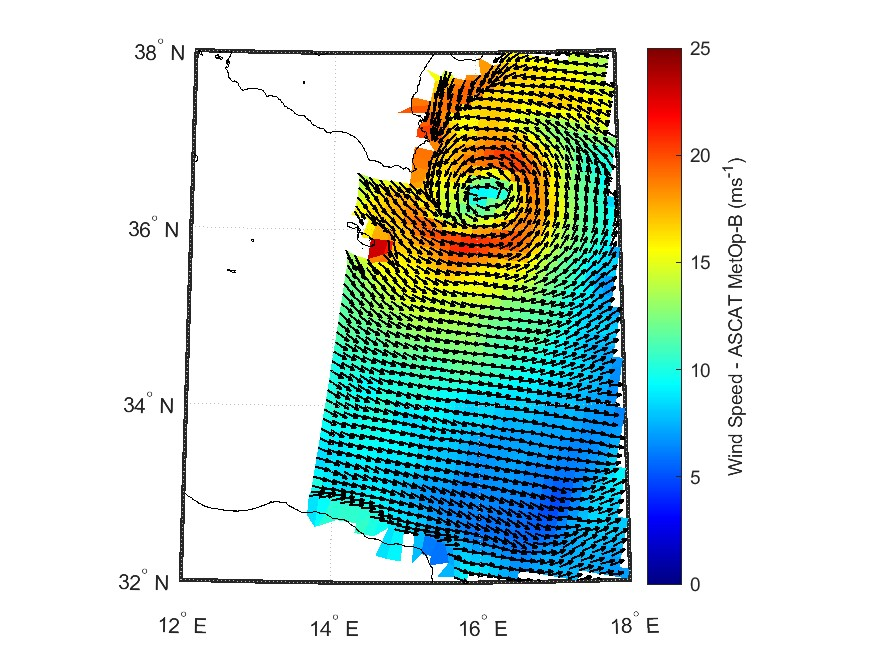 38° N
36° N
34° N
32° N
12° E
14° E
16° E
18° E
25
20
15
10
5
0
Wind Speed - ASCAT MetOp-B (ms⁻¹)